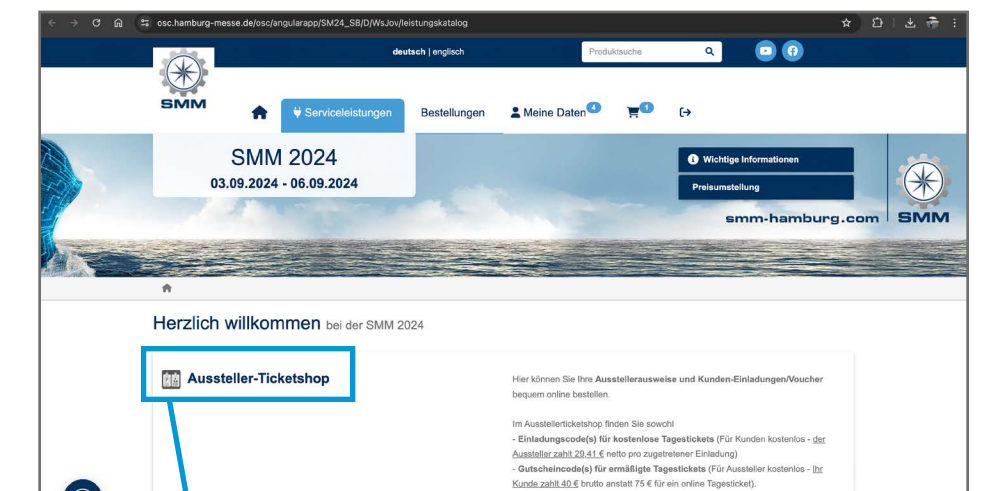 osc.hamburg-messe.de/osc/angularapp/SM24_SB/D/WsJov/leistungskatalog
deutsch | englisch
Produktsuche
SMM
Serviceleistungen
Bestellungen
Meine Daten 4
1
SMM 2024
03.09.2024 - 06.09.2024
Wichtige Informationen
Preisumstellung
smm-hamburg.com
SMM
Herzlich willkommen bei der SMM 2024
Aussteller-Ticketshop
Hier können Sie Ihre Ausstellerausweise und Kunden-Einladungen/Voucher
bequem online bestellen.
Im Ausstellerticketshop finden Sie sowohl
- Einladungscode(s) für kostenlose Tagestickets (Für Kunden kostenlos - der
Aussteller zahlt 29,41 € netto pro zugetretener Einladung)
- Gutscheincode(s) für ermäßigte Tagestickets (Für Aussteller kostenlos - Ihr
Kunde zahlt 40 € brutto anstatt 75 € für ein online Tagesticket).